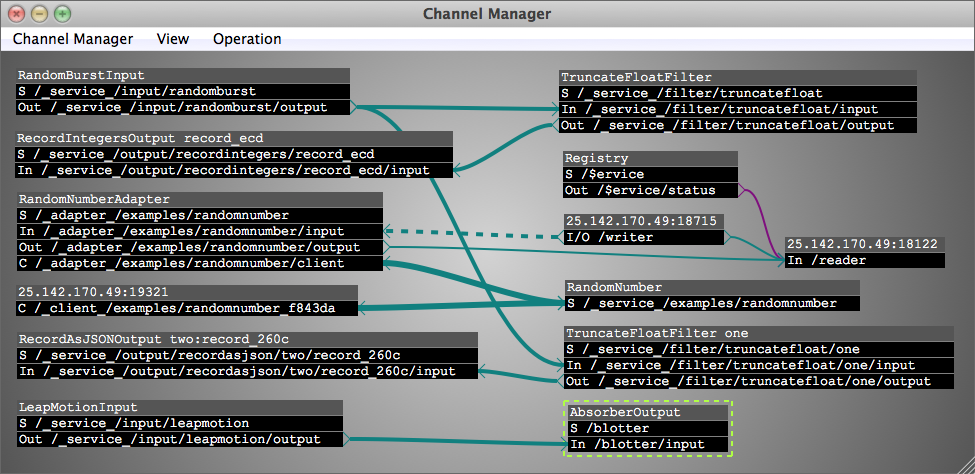 Channel Manager
Channel Manager View Operation
RandomBurstInput
S /_service_/input/randomburst
Out /_service_/input/randomburst/output
RecordIntegersOutput record_ecd
S /_service_/output/recordintegers/record_ecd
In /_service_/output/recordintegers/record_ecd/input
RandomNumberAdapter
S /_adapter_/examples/randomnumber
In /_adapter_/examples/randomnumber/input
Out /_adapter_/examples/randomnumber/output
C /_adapter_/examples/randomnumber/client
25.142.170.49:19321
C /_client_/examples/randomnumber_f843da
RecordAsJSONOutput two:record_260c
S /_service_/output/recordasjson/two/record_260c
In /_service_/output/recordasjson/two/record_260c/input
LeapMotionInput
S /_service_/input/leapmotion
Out /_service_/input/leapmotion/output
TruncateFloatFilter
S /_service_/filter/truncatefloat
In /_service_/filter/truncatefloat/input
Out /_service_/filter/truncatefloat/output
Registry
S /$ervice
Out /$ervice/status
25.142.170.49:18715
I/O /writer
25.142.170.49:18122
In /reader
RandomNumber
S /_service_/examples/randomnumber
TruncateFloatFilter one
S /_service_/filter/truncatefloat/one
In /_service_/filter/truncatefloat/one/input
Out /_service_/filter/truncatefloat/one/output
AbsorberOutput
S /blotter
In /blotter/input